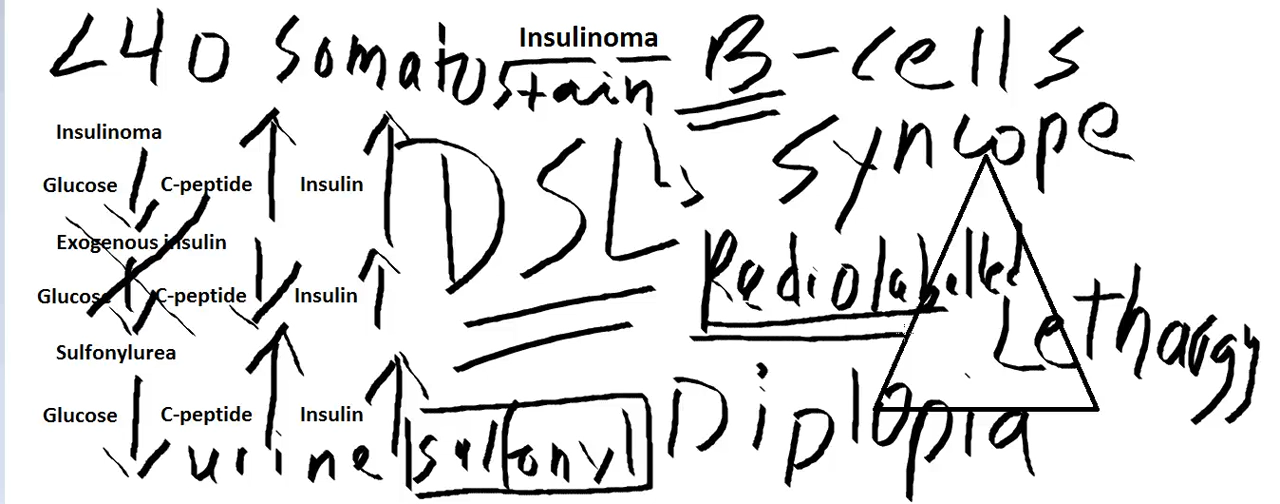 Insulinoma
<40 Somatostain B-cells
Insulinoma
Glucose C-peptide Insulin
DSL
Syncope
Exogenous insulin
Glucose C-peptide Insulin
Radiolabelled
Lethargy
Sulfonylurea
Glucose C-peptide Insulin
urine sulfonyl Diplopia